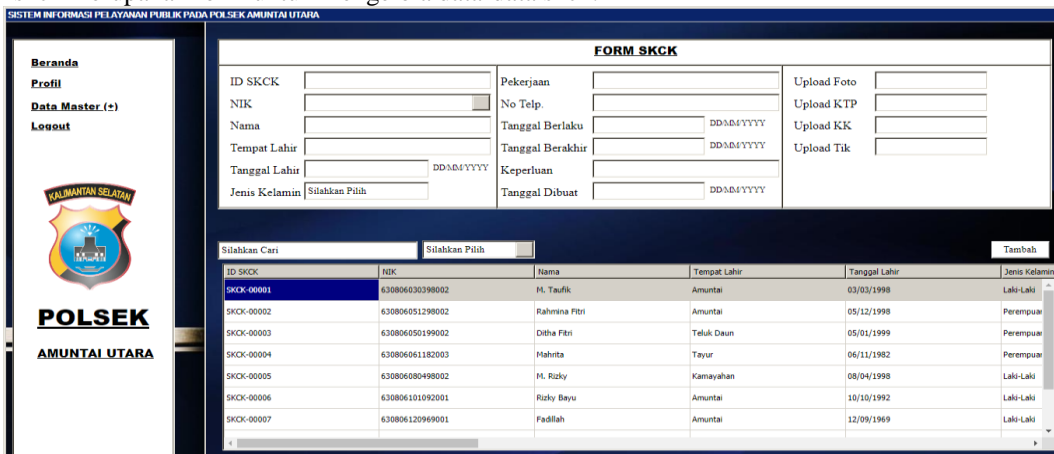 SISTEM INFORMASI PELAYANAN PUBLIK PADA POLSEK AMUNTAI UTARA
Beranda
Profil
Data Master (+)
Logout
KALIMANTAN SELATAN
POLSEK
AMUNTAI UTARA
FORM SKCK
ID SKCK
NIK
Nama
Tempat Lahir
Tanggal Lahir DD/MM/YYYY
Jenis Kelamin Silahkan Pilih
Pekerjaan
No Telp.
Tanggal Berlaku DD/MM/YYYY
Tanggal Berakhir DD/MM/YYYY
Keperluan
Tanggal Dibuat DD/MM/YYYY
Upload Foto
Upload KTP
Upload KK
Upload Tik
Silahkan Cari Silahkan Pilih Tambah
ID SKCK NIK Nama Tempat Lahir Tanggal Lahir Jenis Kelamin
SKCK-00001 630806030398002 M. Taufik Amuntai 03/03/1998 Laki-Laki
SKCK-00002 630806051298002 Rahmina Fitri Amuntai 05/12/1998 Perempuan
SKCK-00003 630806050199002 Ditha Fitri Teluk Daun 05/01/1999 Perempuan
SKCK-00004 630806061182003 Mahrita Tayur 06/11/1982 Perempuan
SKCK-00005 630806080498002 M. Rizky Kamayahan 08/04/1998 Laki-Laki
SKCK-00006 630806101092001 Rizky Bayu Amuntai 10/10/1992 Laki-Laki
SKCK-00007 630806120969001 Fadillah Amuntai 12/09/1969 Laki-Laki